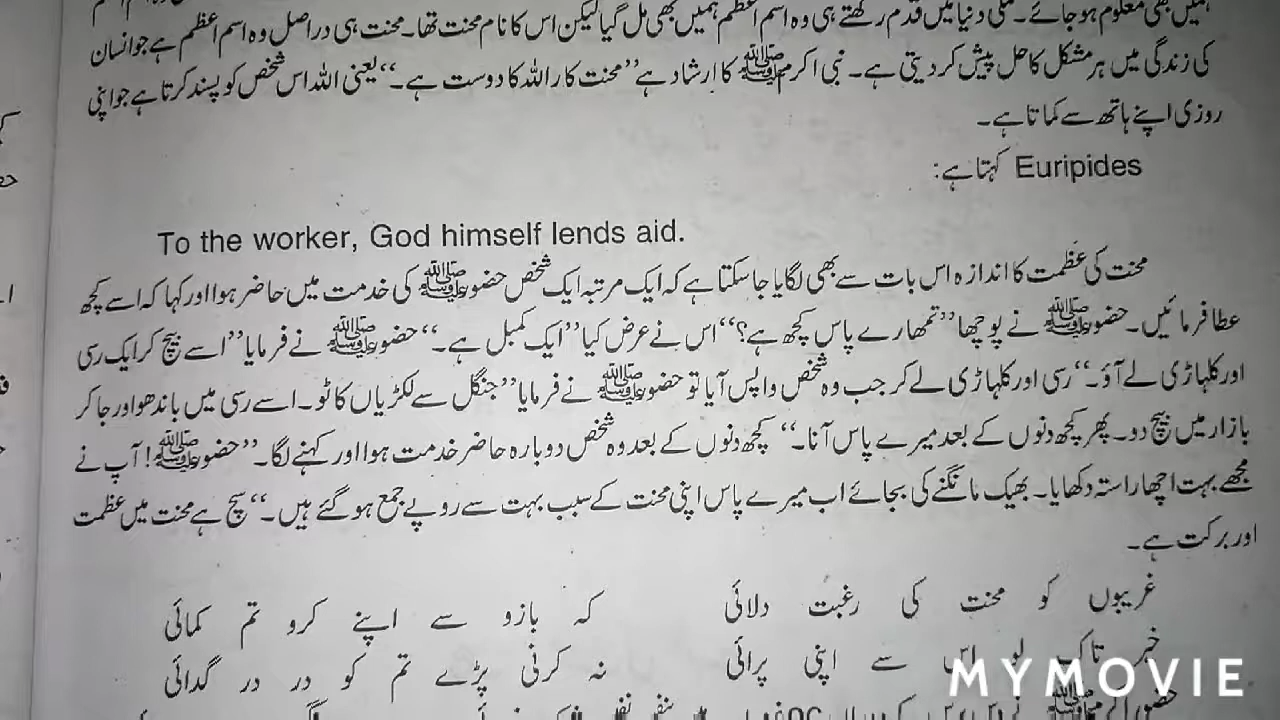 ہمیں بھی معلوم ہو جائے۔ عملی دنیا میں قدم رکھتے ہی وہ اسم اعظم ہمیں بھی مل گیا لیکن اس کا نام محنت تھا۔ محنت ہی دراصل وہ اسم اعظم ہے جو انسان
کی زندگی میں ہر مشکل کا حل پیش کر دیتی ہے۔ نبی اکرم ﷺ کا ارشاد ہے ’’محنت کار اللہ کا دوست ہے۔‘‘ یعنی اللہ اس شخص کو پسند کرتا ہے جو اپنی
روزی اپنے ہاتھ سے کماتا ہے۔
Euripides کہتا ہے:
To the worker, God himself lends aid.
محنت کی عظمت کا اندازہ اس بات سے بھی لگایا جا سکتا ہے کہ ایک مرتبہ ایک شخص حضور ﷺ کی خدمت میں حاضر ہوا اور کہا کہ اسے کچھ
عطا فرمائیں۔ حضور ﷺ نے پوچھا ’’تمھارے پاس کچھ ہے؟‘‘ اس نے عرض کیا ’’ایک کمبل ہے۔‘‘ حضور ﷺ نے فرمایا ’’اسے بیچ کر ایک رسی
اور کلہاڑی لے آؤ۔‘‘ رسی اور کلہاڑی لے کر جب وہ شخص واپس آیا تو حضور ﷺ نے فرمایا ’’جنگل سے لکڑیاں کاٹو۔ اسے رسی میں باندھو اور جا کر
بازار میں بیچ دو۔ پھر کچھ دنوں کے بعد میرے پاس آنا۔‘‘ کچھ دنوں کے بعد وہ شخص دوبارہ حاضر خدمت ہوا اور کہنے لگا۔ ’’حضور ﷺ! آپ نے
مجھے بہت اچھا راستہ دکھایا۔ بھیک مانگنے کی بجائے اب میرے پاس اپنی محنت کے سبب بہت سے روپے جمع ہو گئے ہیں۔‘‘ سچ ہے محنت میں عظمت
اور برکت ہے۔
غریبوں کو محنت کی رغبت دلائی کہ بازو سے اپنے کرو تم کمائی
خبر تاکہ لو اس سے اپنی پرائی نہ کرنی پڑے تم کو در در گدائی
MYMOVIE